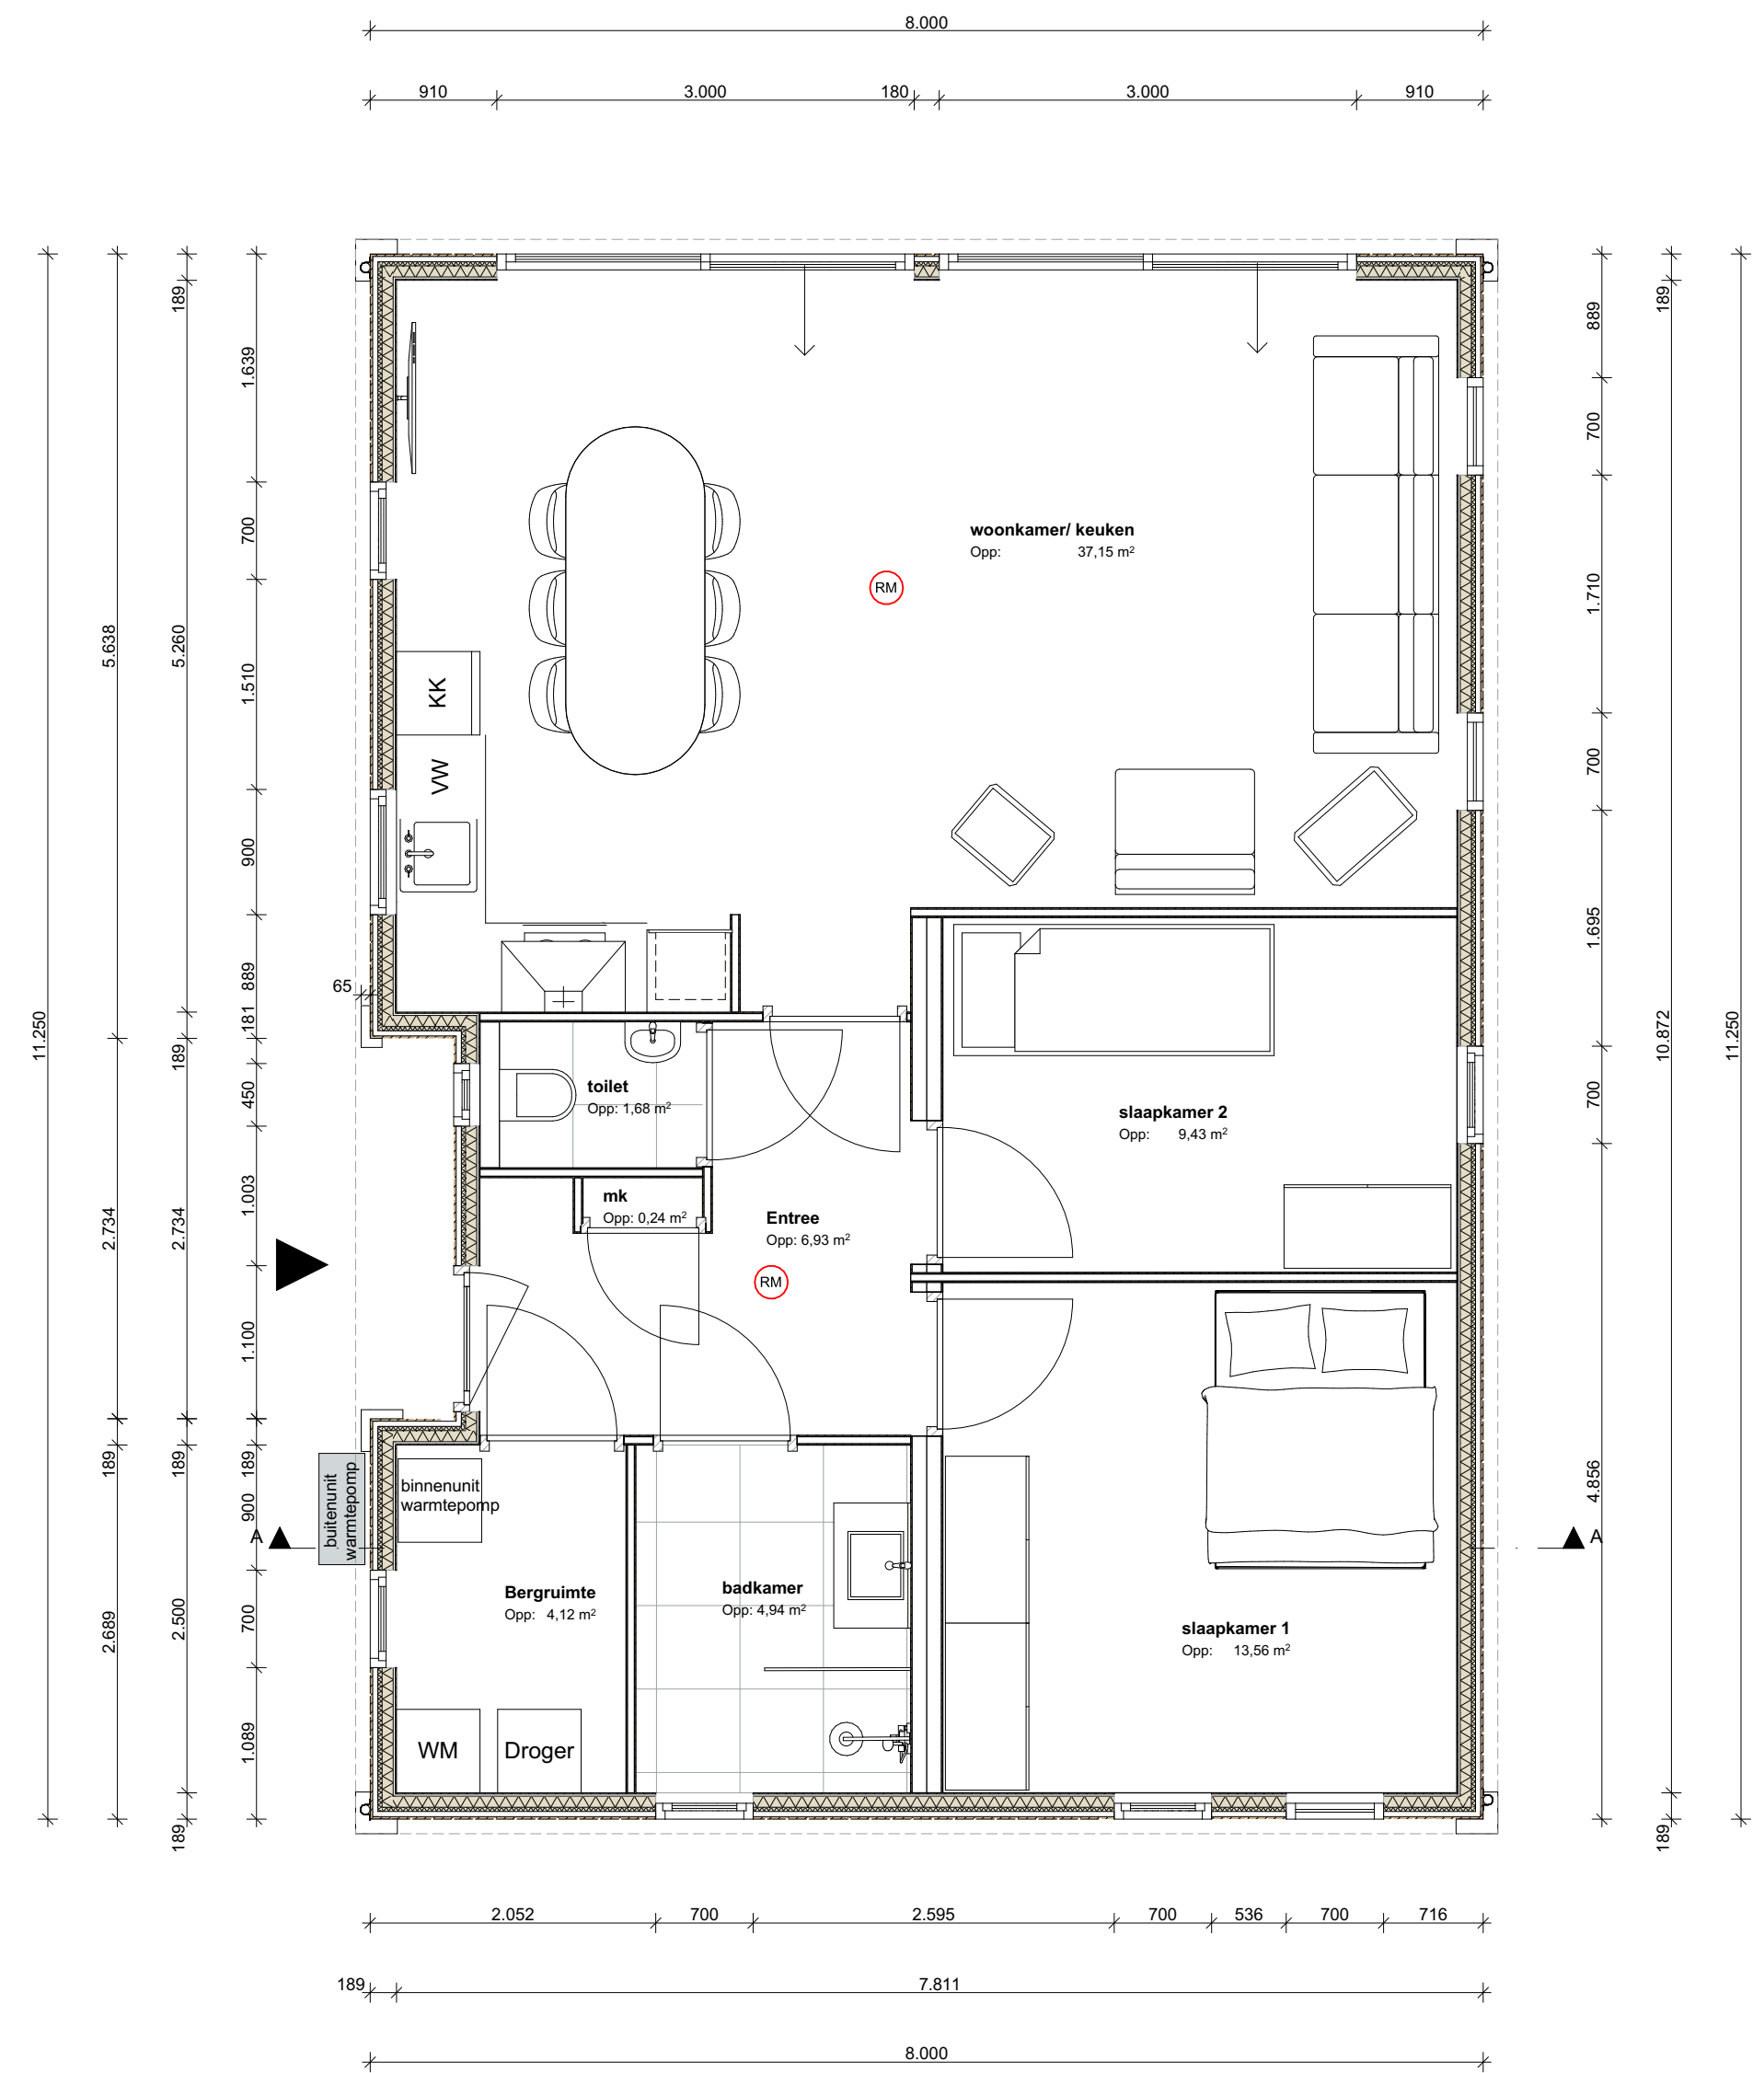 8.000
910
3.000
180
3.000
910
189
189
1.639
889
700
700
woonkamer/ keuken
Opp: 37,15 m²
RM
5.638
5.260
1.510
1.710
KK
VW
700
900
1.695
65
889
181
11.250
189
10.872
11.250
450
700
toilet
Opp: 1,68 m²
slaapkamer 2
Opp: 9,43 m²
mk
Opp: 0,24 m²
Entree
Opp: 6,93 m²
RM
2.734
2.734
1.003
1.100
189
189
189
buitenunit
warmtepomp
binnenunit
warmtepomp
900
4.856
A
A
Bergruimte
Opp: 4,12 m²
badkamer
Opp: 4,94 m²
slaapkamer 1
Opp: 13,56 m²
2.689
2.500
700
1.089
WM
Droger
189
189
2.052
700
2.595
700
536
700
716
189
7.811
8.000